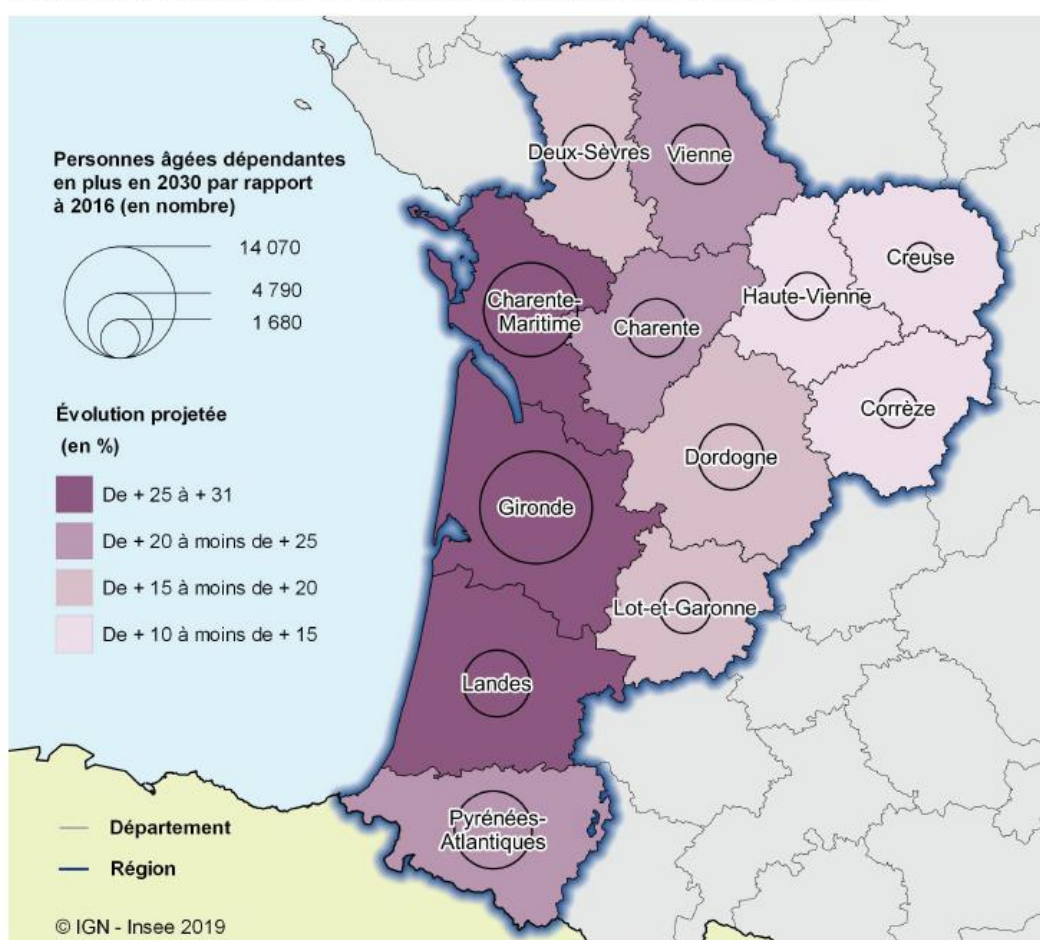 Personnes âgées dépendantes
en plus en 2030 par rapport
à 2016 (en nombre)
14 070
4 790
1 680
Évolution projetée
(en %)
De + 25 à + 31
De + 20 à moins de + 25
De + 15 à moins de + 20
De + 10 à moins de + 15
Département
Région
© IGN - Insee 2019
Deux-Sèvres
Vienne
Creuse
Haute-Vienne
Charente-
Maritime
Charente
Corrèze
Dordogne
Gironde
Lot-et-Garonne
Landes
Pyrénées-
Atlantiques